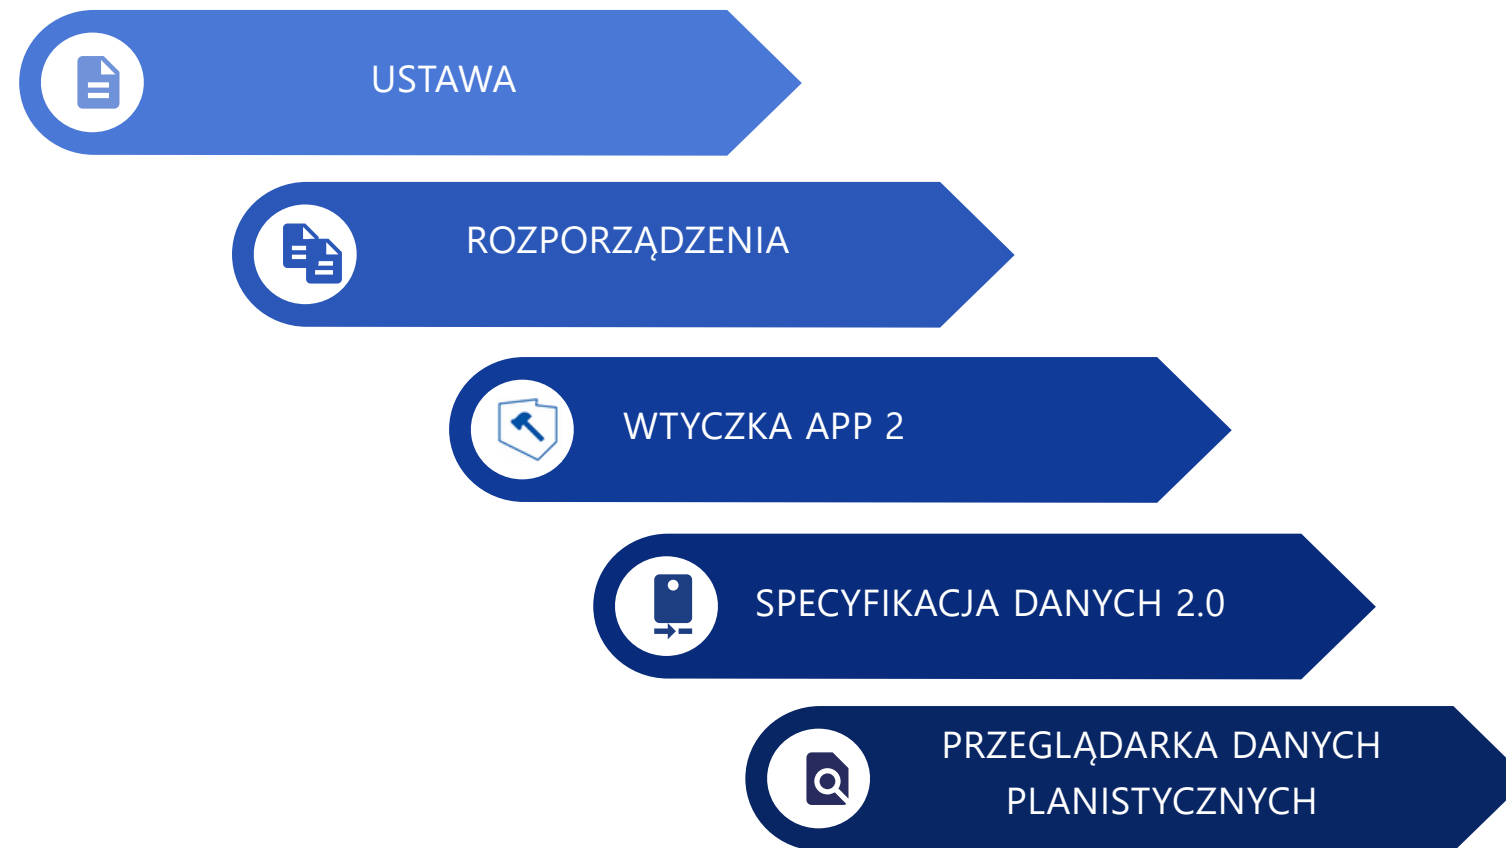 USTAWA
ROZPORZĄDZENIA
WTYCZKA APP 2
SPECYFIKACJA DANYCH 2.0
PRZEGLĄDARKA DANYCH
PLANISTYCZNYCH